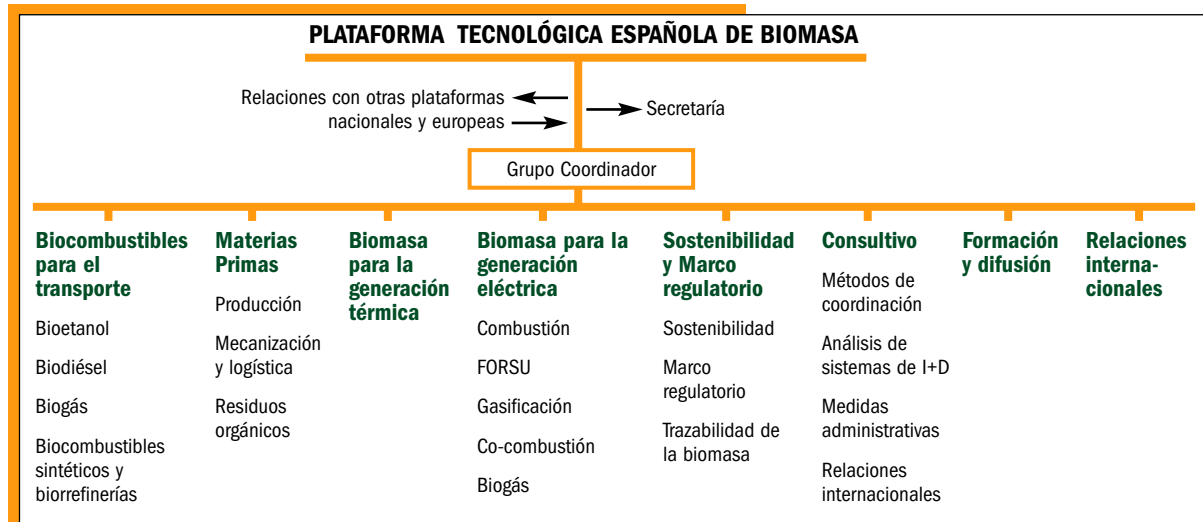 PLATAFORMA TECNOLÓGICA ESPAÑOLA DE BIOMASA
Relaciones con otras plataformas
nacionales y europeas
Secretaría
Grupo Coordinador
Biocombustibles
para el
transporte
Bioetanol
Biodiésel
Biogás
Biocombustibles
sintéticos y
biorrefinerías
Materias
Primas
Producción
Mecanización
y logística
Residuos
orgánicos
Biomasa
para la
generación
térmica
Biomasa para la
generación
eléctrica
Combustión
FORSU
Gasificación
Co-combustión
Biogás
Sostenibilidad
y Marco
regulatorio
Sostenibilidad
Marco
regulatorio
Trazabilidad de
la biomasa
Consultivo
Métodos de
coordinación
Análisis de
sistemas de I+D
Medidas
administrativas
Relaciones
internacionales
Formación
y difusión
Relaciones
interna-
cionales